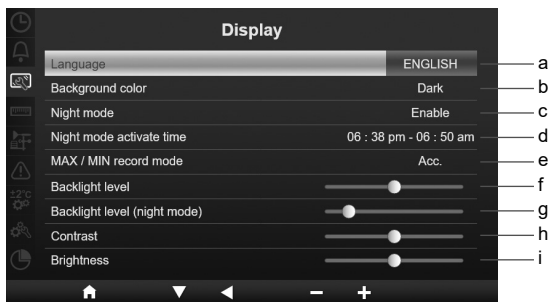 Display
Language ENGLISH a
Background color Dark b
Night mode Enable c
Night mode activate time 06 : 38 pm - 06 : 50 am d
MAX / MIN record mode Acc. e
Backlight level f
Backlight level (night mode) g
Contrast h
Brightness i
±2°C